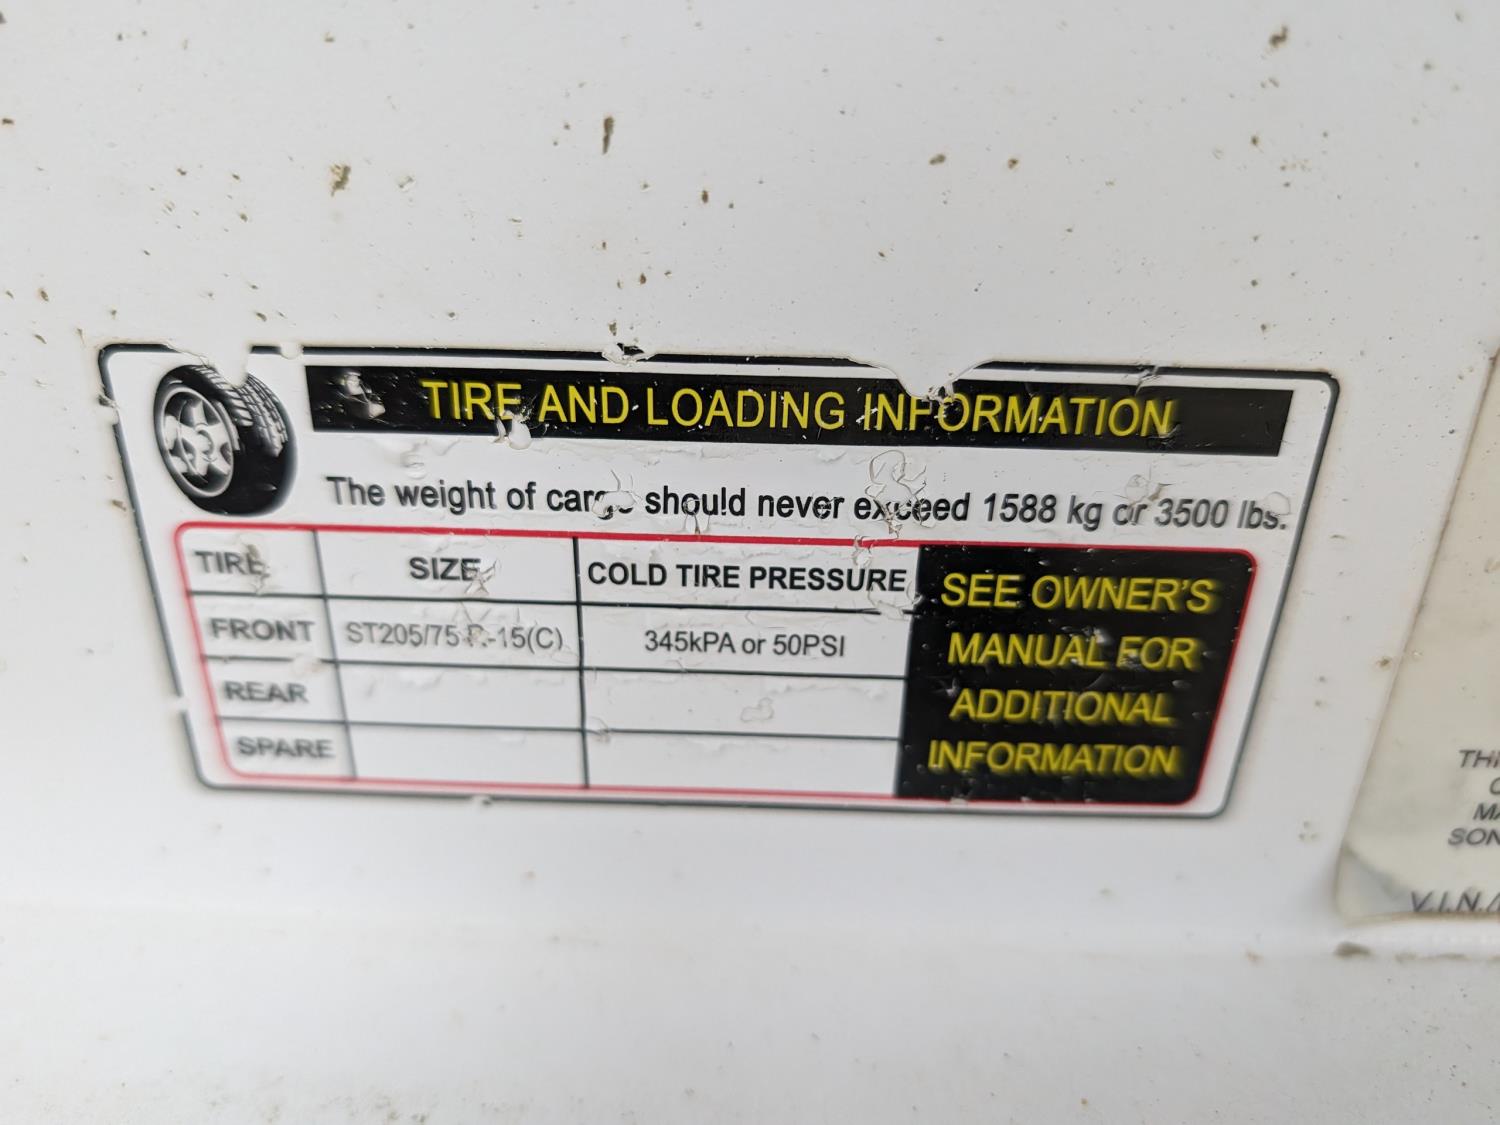 TIRE AND LOADING INFORMATION
The weight of cargo should never exceed 1588 kg or 3500 lbs.
TIRE SIZE COLD TIRE PRESSURE
FRONT ST205/75 R-15(C) 345kPA or 50PSI
REAR
SPARE
SEE OWNER'S
MANUAL FOR
ADDITIONAL
INFORMATION
V.I.N./